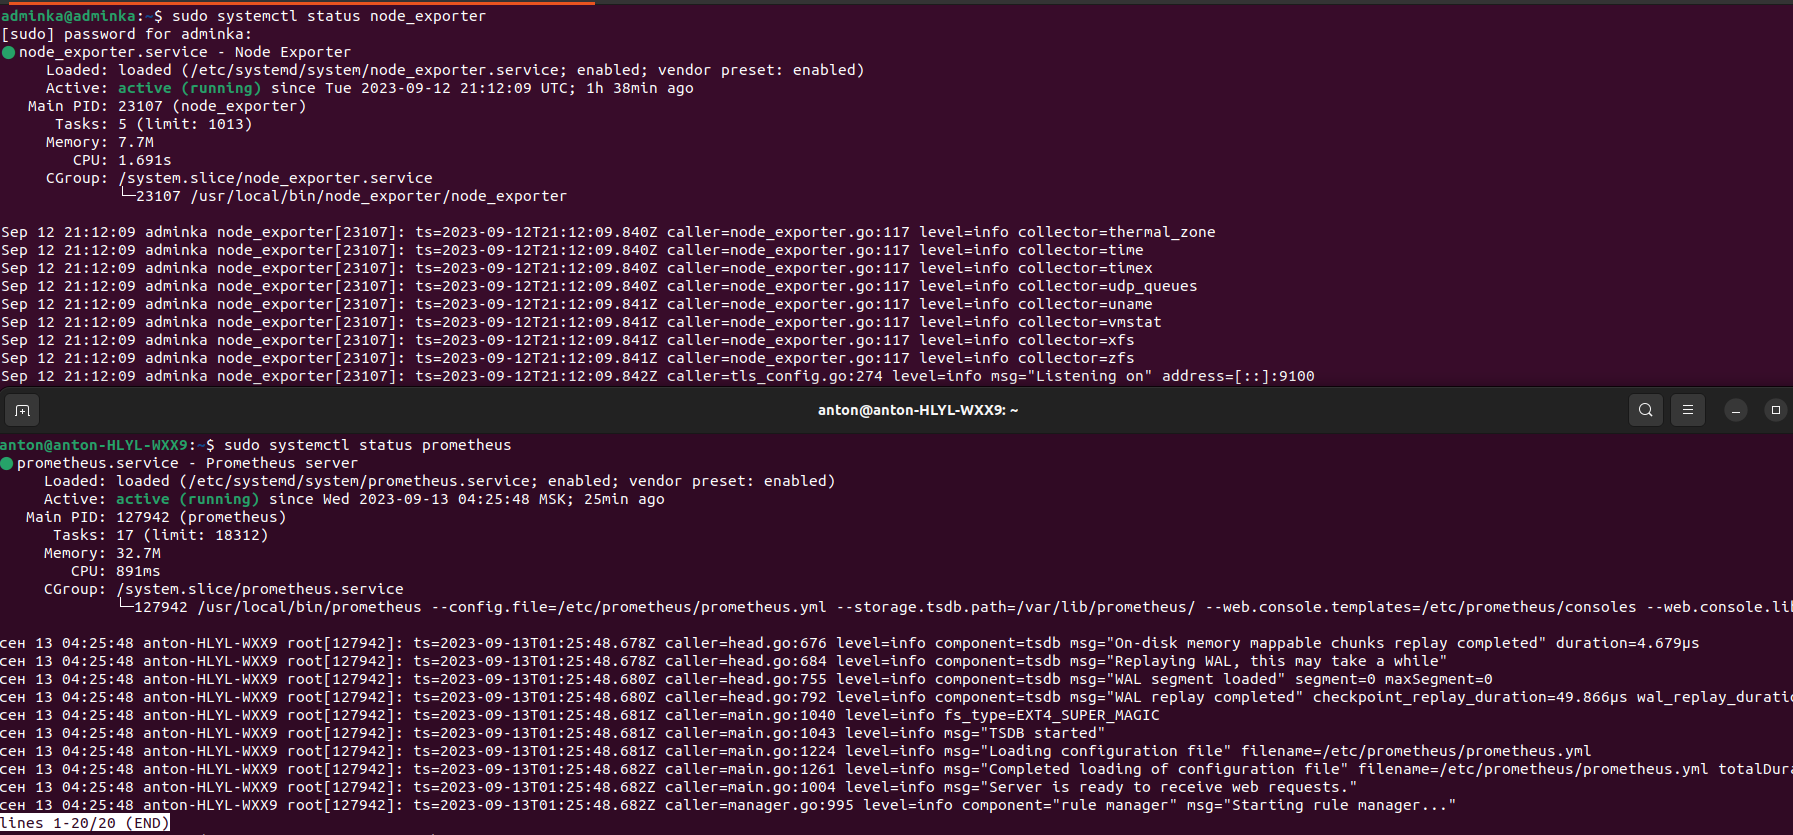 adminka@adminka:~$ sudo systemctl status node_exporter
[sudo] password for adminka:
● node_exporter.service - Node Exporter
Loaded: loaded (/etc/systemd/system/node_exporter.service; enabled; vendor preset: enabled)
Active: active (running) since Tue 2023-09-12 21:12:09 UTC; 1h 38min ago
Main PID: 23107 (node_exporter)
Tasks: 5 (limit: 1013)
Memory: 7.7M
CPU: 1.691s
CGroup: /system.slice/node_exporter.service
└─23107 /usr/local/bin/node_exporter/node_exporter
Sep 12 21:12:09 adminka node_exporter[23107]: ts=2023-09-12T21:12:09.840Z caller=node_exporter.go:117 level=info collector=thermal_zone
Sep 12 21:12:09 adminka node_exporter[23107]: ts=2023-09-12T21:12:09.840Z caller=node_exporter.go:117 level=info collector=time
Sep 12 21:12:09 adminka node_exporter[23107]: ts=2023-09-12T21:12:09.840Z caller=node_exporter.go:117 level=info collector=timex
Sep 12 21:12:09 adminka node_exporter[23107]: ts=2023-09-12T21:12:09.840Z caller=node_exporter.go:117 level=info collector=udp_queues
Sep 12 21:12:09 adminka node_exporter[23107]: ts=2023-09-12T21:12:09.841Z caller=node_exporter.go:117 level=info collector=uname
Sep 12 21:12:09 adminka node_exporter[23107]: ts=2023-09-12T21:12:09.841Z caller=node_exporter.go:117 level=info collector=vmstat
Sep 12 21:12:09 adminka node_exporter[23107]: ts=2023-09-12T21:12:09.841Z caller=node_exporter.go:117 level=info collector=xfs
Sep 12 21:12:09 adminka node_exporter[23107]: ts=2023-09-12T21:12:09.841Z caller=node_exporter.go:117 level=info collector=zfs
Sep 12 21:12:09 adminka node_exporter[23107]: ts=2023-09-12T21:12:09.842Z caller=tls_config.go:274 level=info msg="Listening on" address=[::]:9100
anton@anton-HLYL-WXX9: ~
anton@anton-HLYL-WXX9:~$ sudo systemctl status prometheus
● prometheus.service - Prometheus server
Loaded: loaded (/etc/systemd/system/prometheus.service; enabled; vendor preset: enabled)
Active: active (running) since Wed 2023-09-13 04:25:48 MSK; 25min ago
Main PID: 127942 (prometheus)
Tasks: 17 (limit: 18312)
Memory: 32.7M
CPU: 891ms
CGroup: /system.slice/prometheus.service
└─127942 /usr/local/bin/prometheus --config.file=/etc/prometheus/prometheus.yml --storage.tsdb.path=/var/lib/prometheus/ --web.console.templates=/etc/prometheus/consoles --web.console.lib
сен 13 04:25:48 anton-HLYL-WXX9 root[127942]: ts=2023-09-13T01:25:48.678Z caller=head.go:676 level=info component=tsdb msg="On-disk memory mappable chunks replay completed" duration=4.679µs
сен 13 04:25:48 anton-HLYL-WXX9 root[127942]: ts=2023-09-13T01:25:48.678Z caller=head.go:684 level=info component=tsdb msg="Replaying WAL, this may take a while"
сен 13 04:25:48 anton-HLYL-WXX9 root[127942]: ts=2023-09-13T01:25:48.680Z caller=head.go:755 level=info component=tsdb msg="WAL segment loaded" segment=0 maxSegment=0
сен 13 04:25:48 anton-HLYL-WXX9 root[127942]: ts=2023-09-13T01:25:48.680Z caller=head.go:792 level=info component=tsdb msg="WAL replay completed" checkpoint_replay_duration=49.866µs wal_replay_duratio
сен 13 04:25:48 anton-HLYL-WXX9 root[127942]: ts=2023-09-13T01:25:48.681Z caller=main.go:1040 level=info fs_type=EXT4_SUPER_MAGIC
сен 13 04:25:48 anton-HLYL-WXX9 root[127942]: ts=2023-09-13T01:25:48.681Z caller=main.go:1043 level=info msg="TSDB started"
сен 13 04:25:48 anton-HLYL-WXX9 root[127942]: ts=2023-09-13T01:25:48.681Z caller=main.go:1224 level=info msg="Loading configuration file" filename=/etc/prometheus/prometheus.yml
сен 13 04:25:48 anton-HLYL-WXX9 root[127942]: ts=2023-09-13T01:25:48.682Z caller=main.go:1261 level=info msg="Completed loading of configuration file" filename=/etc/prometheus/prometheus.yml totalDura
сен 13 04:25:48 anton-HLYL-WXX9 root[127942]: ts=2023-09-13T01:25:48.682Z caller=main.go:1004 level=info msg="Server is ready to receive web requests."
сен 13 04:25:48 anton-HLYL-WXX9 root[127942]: ts=2023-09-13T01:25:48.682Z caller=manager.go:995 level=info component="rule manager" msg="Starting rule manager..."
lines 1-20/20 (END)